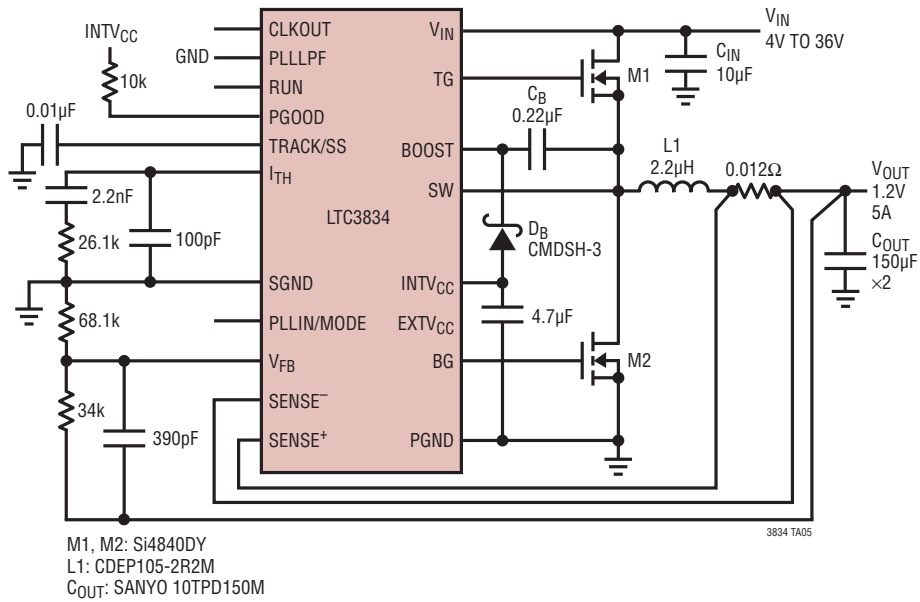 INTVCC
10k
GND
0.01µF
2.2nF
26.1k
100pF
68.1k
34k
390pF
CLKOUT
PLLLPF
RUN
PGOOD
TRACK/SS
ITH
SGND
PLLIN/MODE
VFB
SENSE–
SENSE+
LTC3834
VIN
TG
BOOST
SW
INTVCC
EXTVCC
BG
PGND
CB
0.22µF
DB
CMDSH-3
4.7µF
M1
M2
L1
2.2µH
0.012Ω
CIN
10µF
VIN
4V TO 36V
VOUT
1.2V
5A
COUT
150µF
×2
3834 TA05
M1, M2: Si4840DY
L1: CDEP105-2R2M
COUT: SANYO 10TPD150M